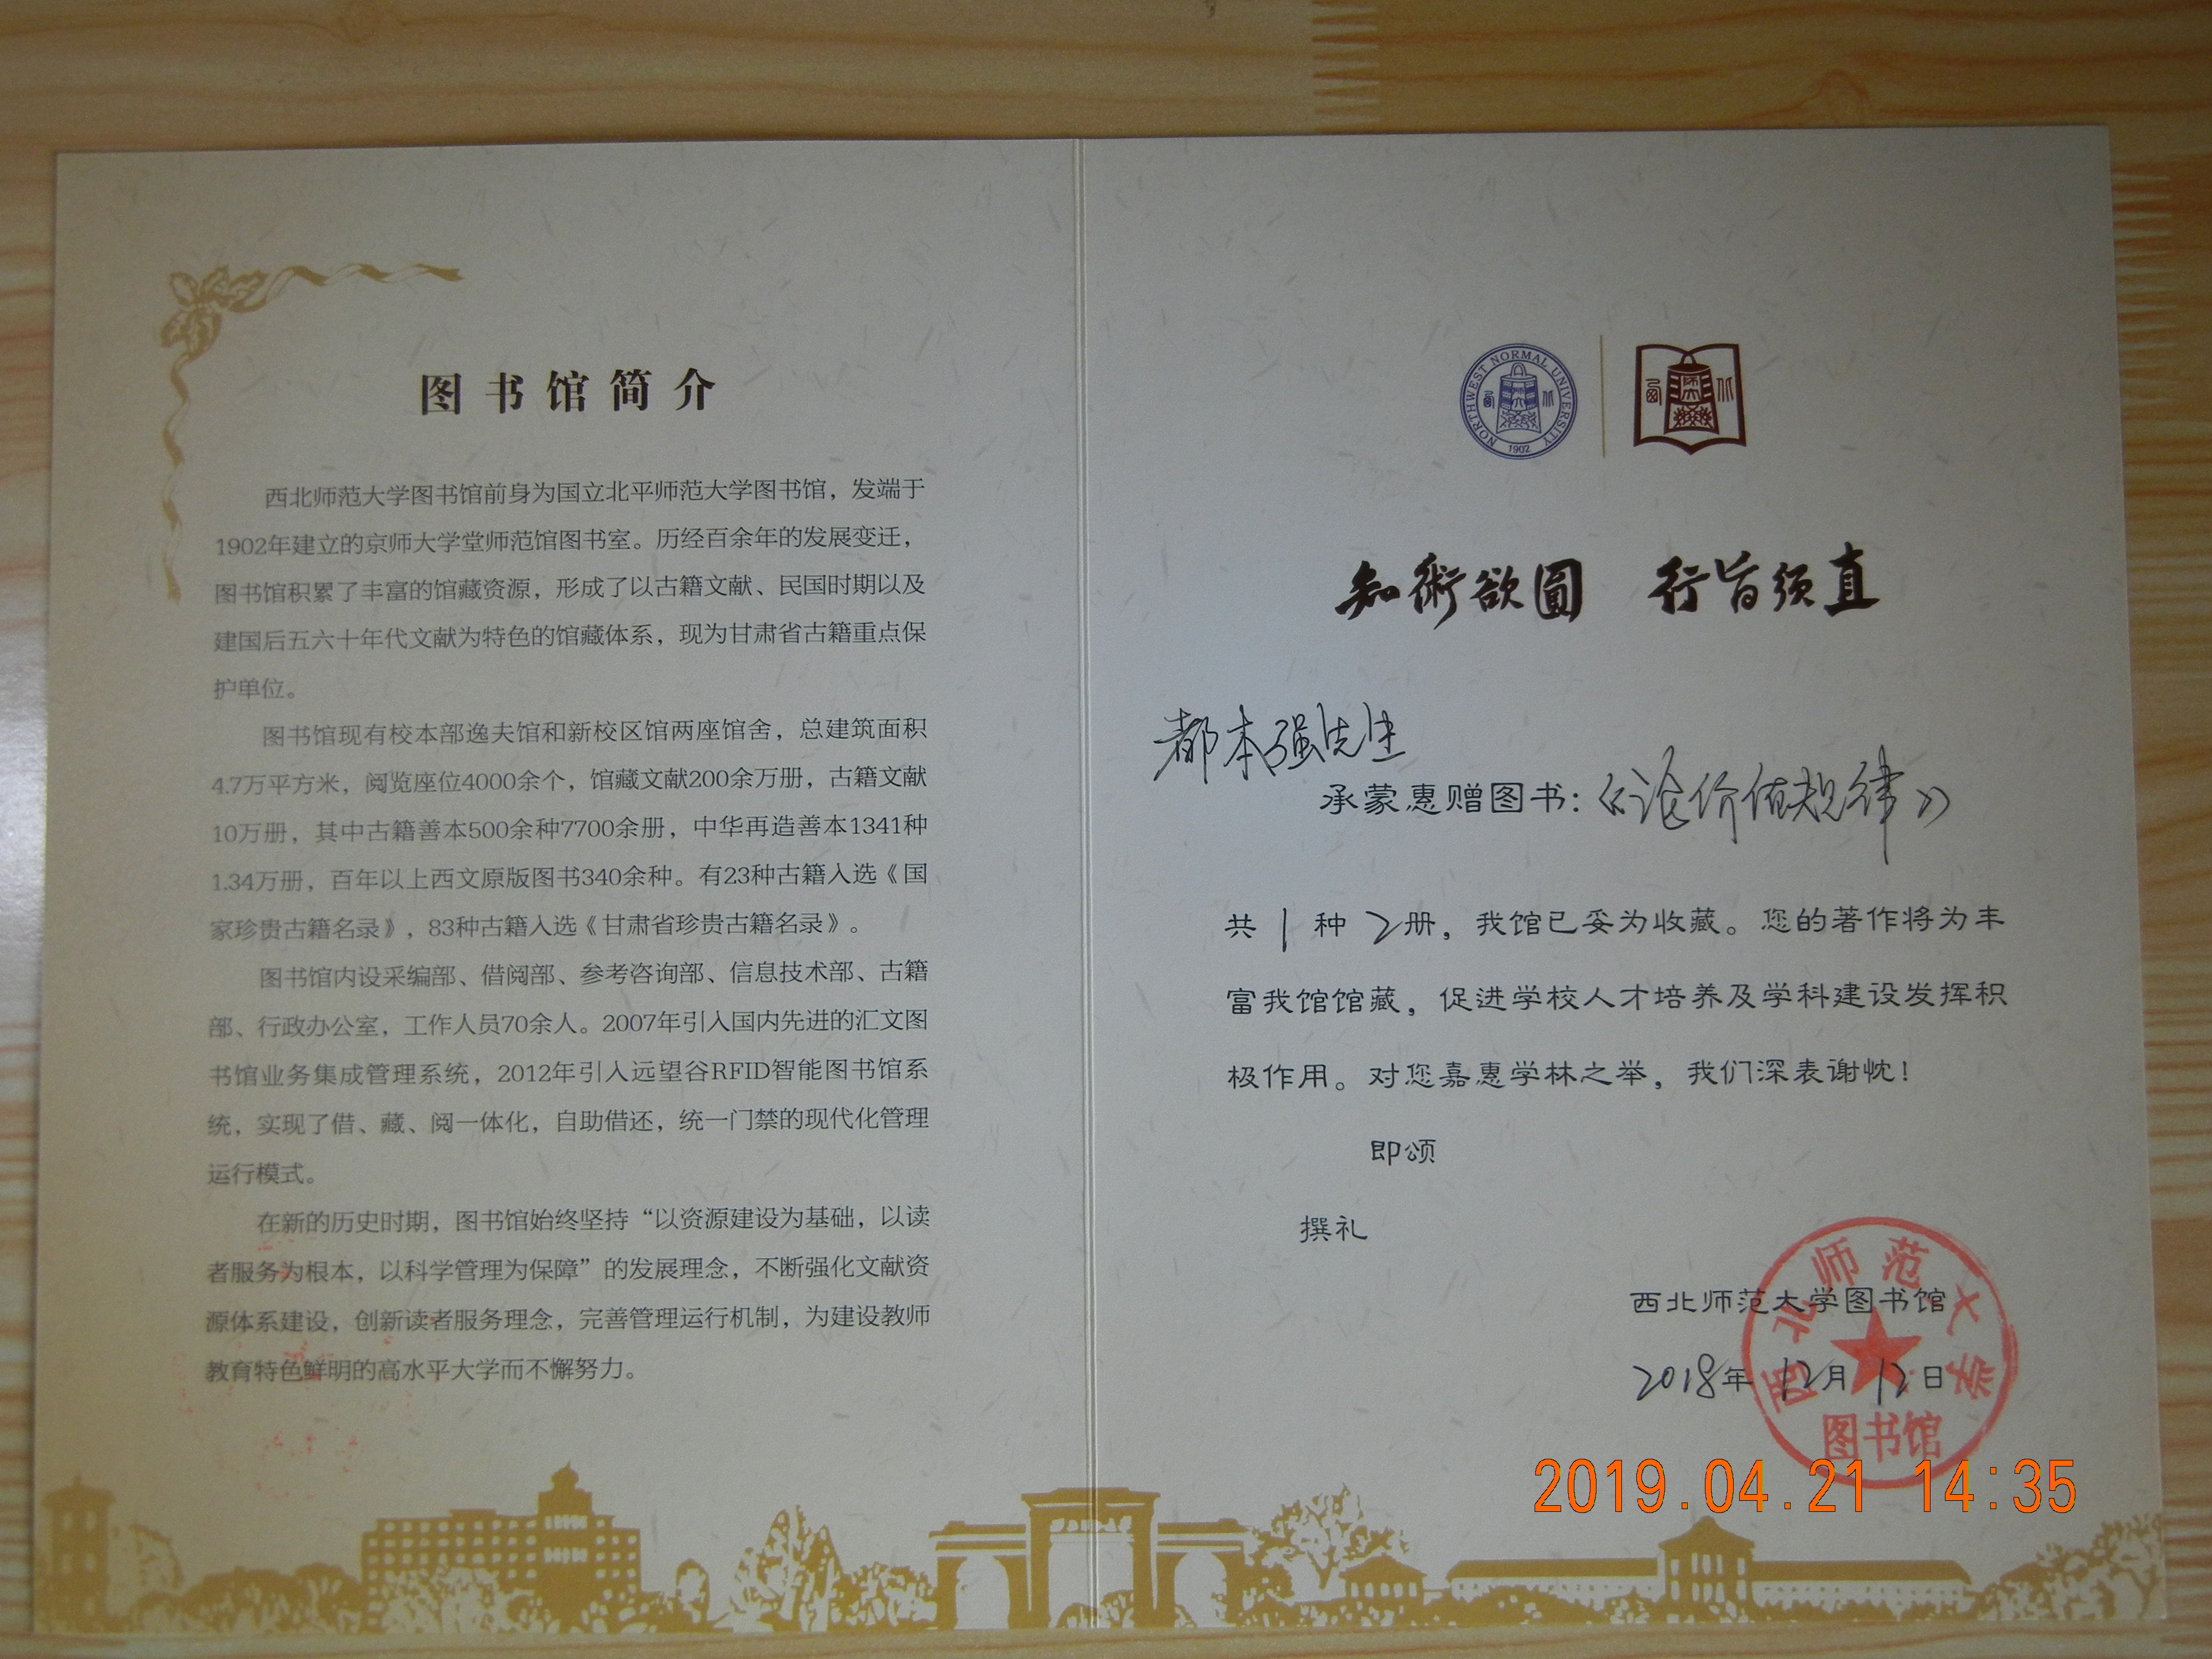 图书馆简介
西北师范大学图书馆前身为国立北平师范大学图书馆，发端于
1902年建立的京师大学堂师范馆图书室。历经百余年的发展变迁，
图书馆积累了丰富的馆藏资源，形成了以古籍文献、民国时期以及
建国后五六十年代文献为特色的馆藏体系，现为甘肃省古籍重点保
护单位。
图书馆现有校本部逸夫馆和新校区馆两座馆舍，总建筑面积
4.7万平方米，阅览座位4000余个，馆藏文献200余万册，古籍文献
10万册，其中古籍善本500余种7700余册，中华再造善本1341种
1.34万册，百年以上西文原版图书340余种。有23种古籍入选《国
家珍贵古籍名录》，83种古籍入选《甘肃省珍贵古籍名录》。
图书馆内设采编部、借阅部、参考咨询部、信息技术部、古籍
部、行政办公室，工作人员70余人。2007年引入国内先进的汇文图
书馆业务集成管理系统，2012年引入远望谷RFID智能图书馆系
统，实现了借、藏、阅一体化，自助借还，统一门禁的现代化管理
运行模式。
在新的历史时期，图书馆始终坚持“以资源建设为基础，以读
者服务为根本，以科学管理为保障”的发展理念，不断强化文献资
源体系建设，创新读者服务理念，完善管理运行机制，为建设教师
教育特色鲜明的高水平大学而不懈努力。
NORTHWEST NORMAL UNIVERSITY
1902
知術欲圓 行旨须直
都本强先生
承蒙惠赠图书：《论价值规律》
共1种2册，我馆已妥为收藏。您的著作将为丰
富我馆馆藏，促进学校人才培养及学科建设发挥积
极作用。对您嘉惠学林之举，我们深表谢忱！
即颂
撰礼
西北师范大学图书馆
2018年12月12日
西北师范大学
图书馆
2019.04.21 14:35